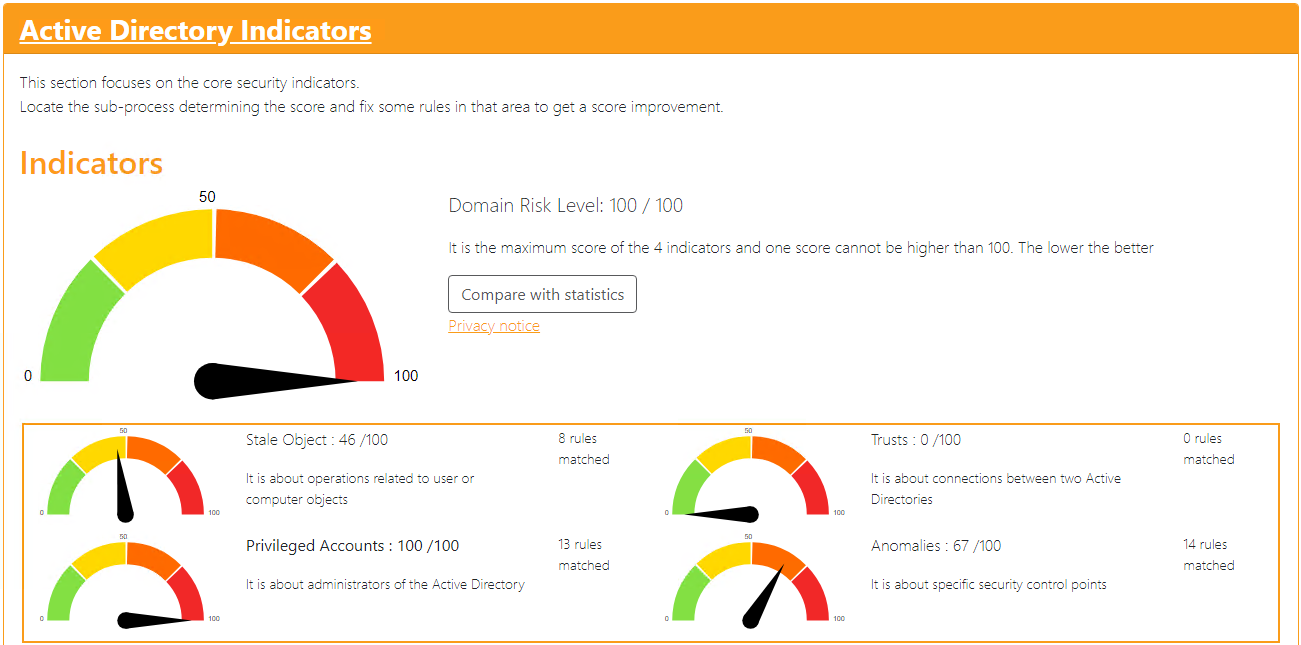 Active Directory Indicators
This section focuses on the core security indicators.
Locate the sub-process determining the score and fix some rules in that area to get a score improvement.
Indicators
50
0
100
Domain Risk Level: 100 / 100
It is the maximum score of the 4 indicators and one score cannot be higher than 100. The lower the better
Compare with statistics
Privacy notice
50
0
100
Stale Object : 46 /100
It is about operations related to user or
computer objects
8 rules
matched
50
0
100
Trusts : 0 /100
It is about connections between two Active
Directories
0 rules
matched
50
0
100
Privileged Accounts : 100 /100
It is about administrators of the Active Directory
13 rules
matched
50
0
100
Anomalies : 67 /100
It is about specific security control points
14 rules
matched